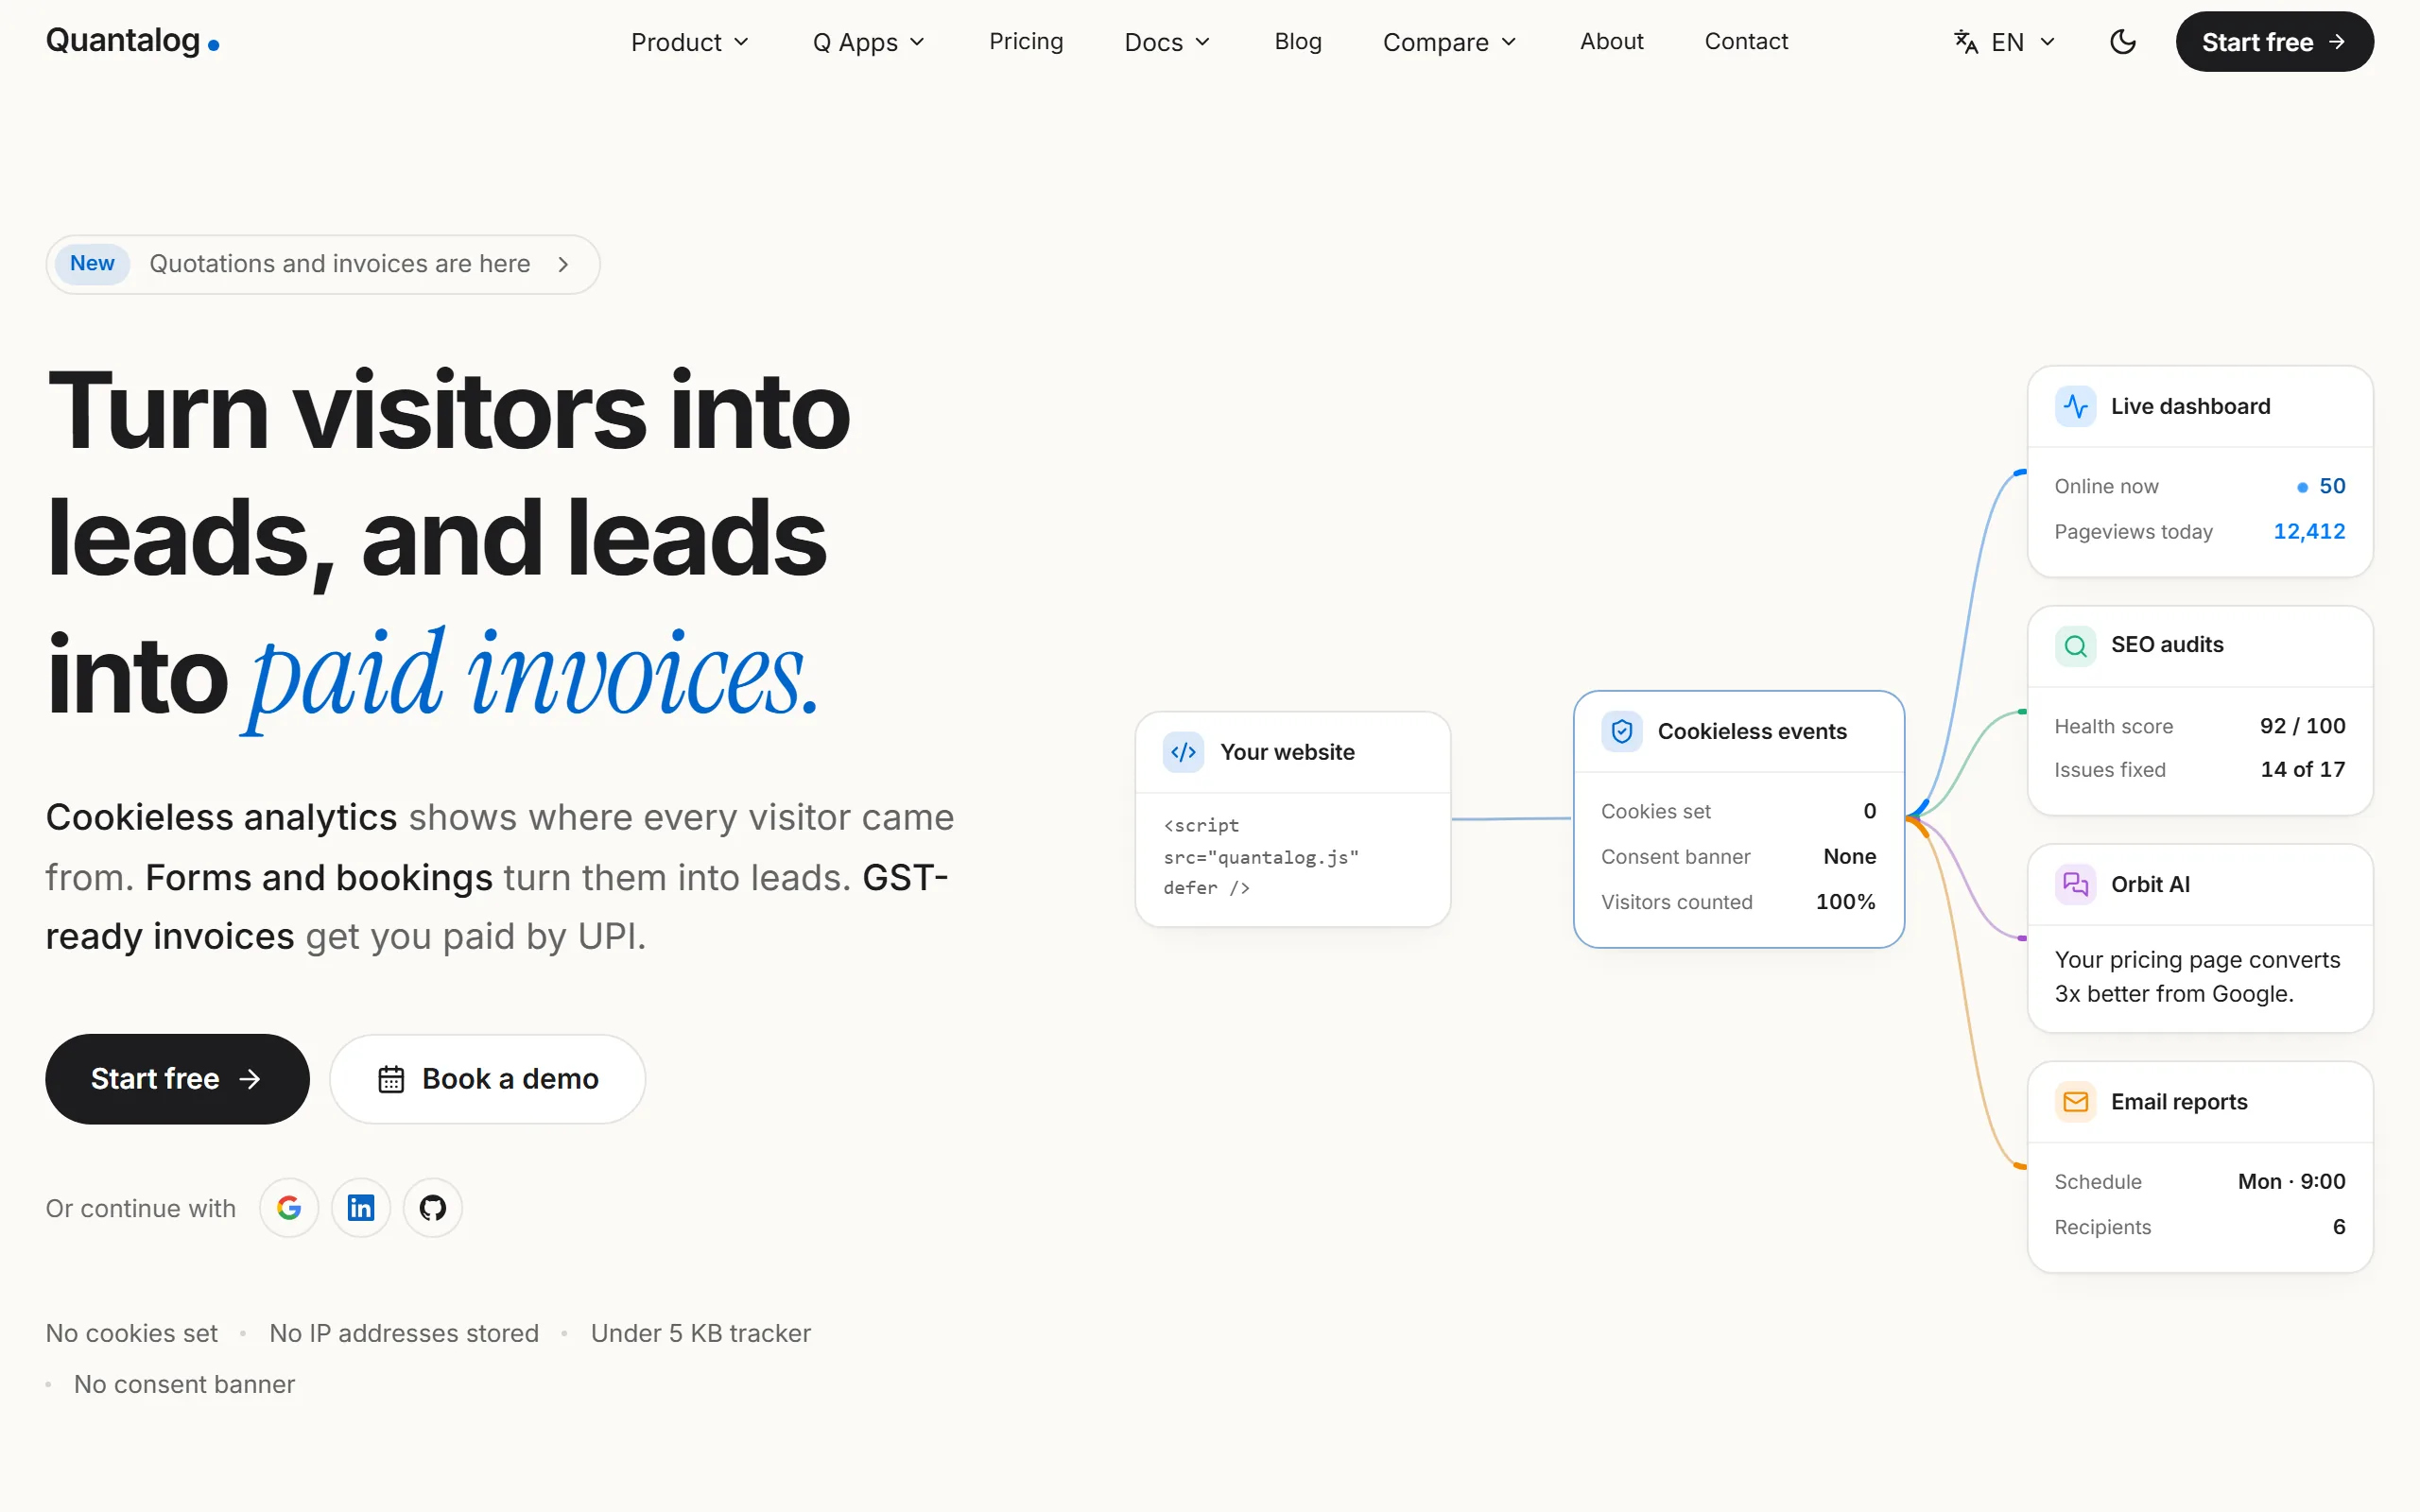 Quantalog
Product
Q Apps
Pricing
Docs
Blog
Compare
About
Contact
EN
Start free
New
Quotations and invoices are here
Turn visitors into
leads, and leads
into paid invoices.
Cookieless analytics shows where every visitor came
from. Forms and bookings turn them into leads. GST-
ready invoices get you paid by UPI.
Start free
Book a demo
Or continue with
No cookies set · No IP addresses stored · Under 5 KB tracker
· No consent banner
Your website
<script
src="quantalog.js"
defer />
Cookieless events
Cookies set 0
Consent banner None
Visitors counted 100%
Live dashboard
Online now 50
Pageviews today 12,412
SEO audits
Health score 92 / 100
Issues fixed 14 of 17
Orbit AI
Your pricing page converts
3x better from Google.
Email reports
Schedule Mon · 9:00
Recipients 6